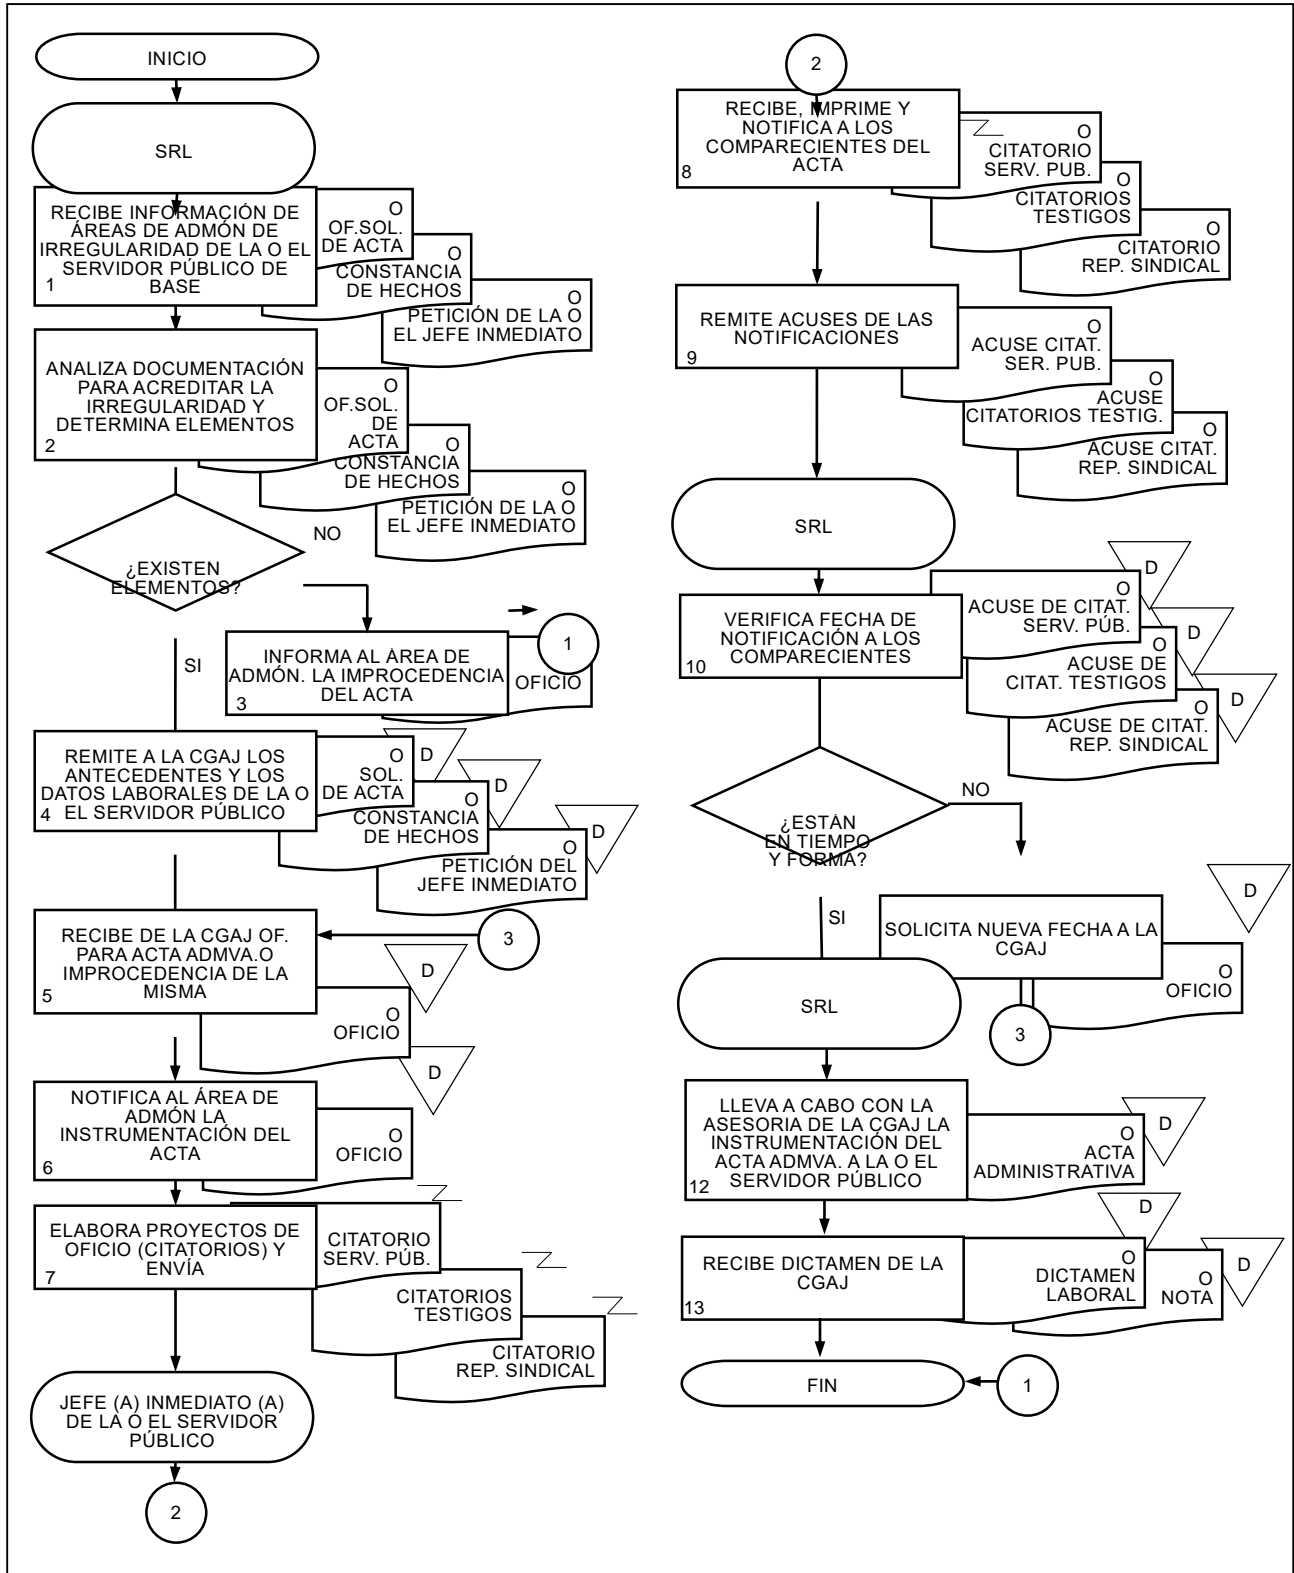 INICIO
SRL
RECIBE INFORMACIÓN DE
ÁREAS DE ADMÓN DE
IRREGULARIDAD DE LA O EL
SERVIDOR PÚBLICO DE
BASE
1
O
OF.SOL.
DE ACTA
O
CONSTANCIA
DE HECHOS
O
PETICIÓN DE LA O
EL JEFE INMEDIATO
ANALIZA DOCUMENTACIÓN
PARA ACREDITAR LA
IRREGULARIDAD Y
DETERMINA ELEMENTOS
2
O
OF.SOL.
DE
ACTA
O
CONSTANCIA
DE HECHOS
O
PETICIÓN DE LA O
EL JEFE INMEDIATO
¿EXISTEN
ELEMENTOS?
NO
SI
INFORMA AL ÁREA DE
ADMÓN. LA IMPROCEDENCIA
DEL ACTA
3
1
OFICIO
REMITE A LA CGAJ LOS
ANTECEDENTES Y LOS
DATOS LABORALES DE LA O
EL SERVIDOR PÚBLICO
4
O
SOL.
DE ACTA
D
O
CONSTANCIA
DE HECHOS
D
O
PETICIÓN DEL
JEFE INMEDIATO
D
RECIBE DE LA CGAJ OF.
PARA ACTA ADMVA.O
IMPROCEDENCIA DE LA
MISMA
5
3
D
O
OFICIO
NOTIFICA AL ÁREA DE
ADMÓN LA
INSTRUMENTACIÓN DEL
ACTA
6
D
O
OFICIO
ELABORA PROYECTOS DE
OFICIO (CITATORIOS) Y
ENVÍA
7
CITATORIO
SERV. PÚB.
CITATORIOS
TESTIGOS
CITATORIO
REP. SINDICAL
JEFE (A) INMEDIATO (A)
DE LA O EL SERVIDOR
PÚBLICO
2
2
RECIBE, IMPRIME Y
NOTIFICA A LOS
COMPARECIENTES DEL
ACTA
8
O
CITATORIO
SERV. PUB.
O
CITATORIOS
TESTIGOS
O
CITATORIO
REP. SINDICAL
REMITE ACUSES DE LAS
NOTIFICACIONES
9
O
ACUSE CITAT.
SER. PUB.
O
ACUSE
CITATORIOS TESTIG.
O
ACUSE CITAT.
REP. SINDICAL
SRL
VERIFICA FECHA DE
NOTIFICACIÓN A LOS
COMPARECIENTES
10
D
O
ACUSE DE CITAT.
SERV. PÚB.
D
O
ACUSE DE
CITAT. TESTIGOS
D
O
ACUSE DE CITAT.
REP. SINDICAL
¿ESTÁN
EN TIEMPO
Y FORMA?
NO
SI
SOLICITA NUEVA FECHA A LA
CGAJ
D
O
OFICIO
3
SRL
LLEVA A CABO CON LA
ASESORIA DE LA CGAJ LA
INSTRUMENTACIÓN DEL
ACTA ADMVA. A LA O EL
SERVIDOR PÚBLICO
12
D
O
ACTA
ADMINISTRATIVA
RECIBE DICTAMEN DE LA
CGAJ
13
D
O
DICTAMEN
LABORAL
D
O
NOTA
FIN
1